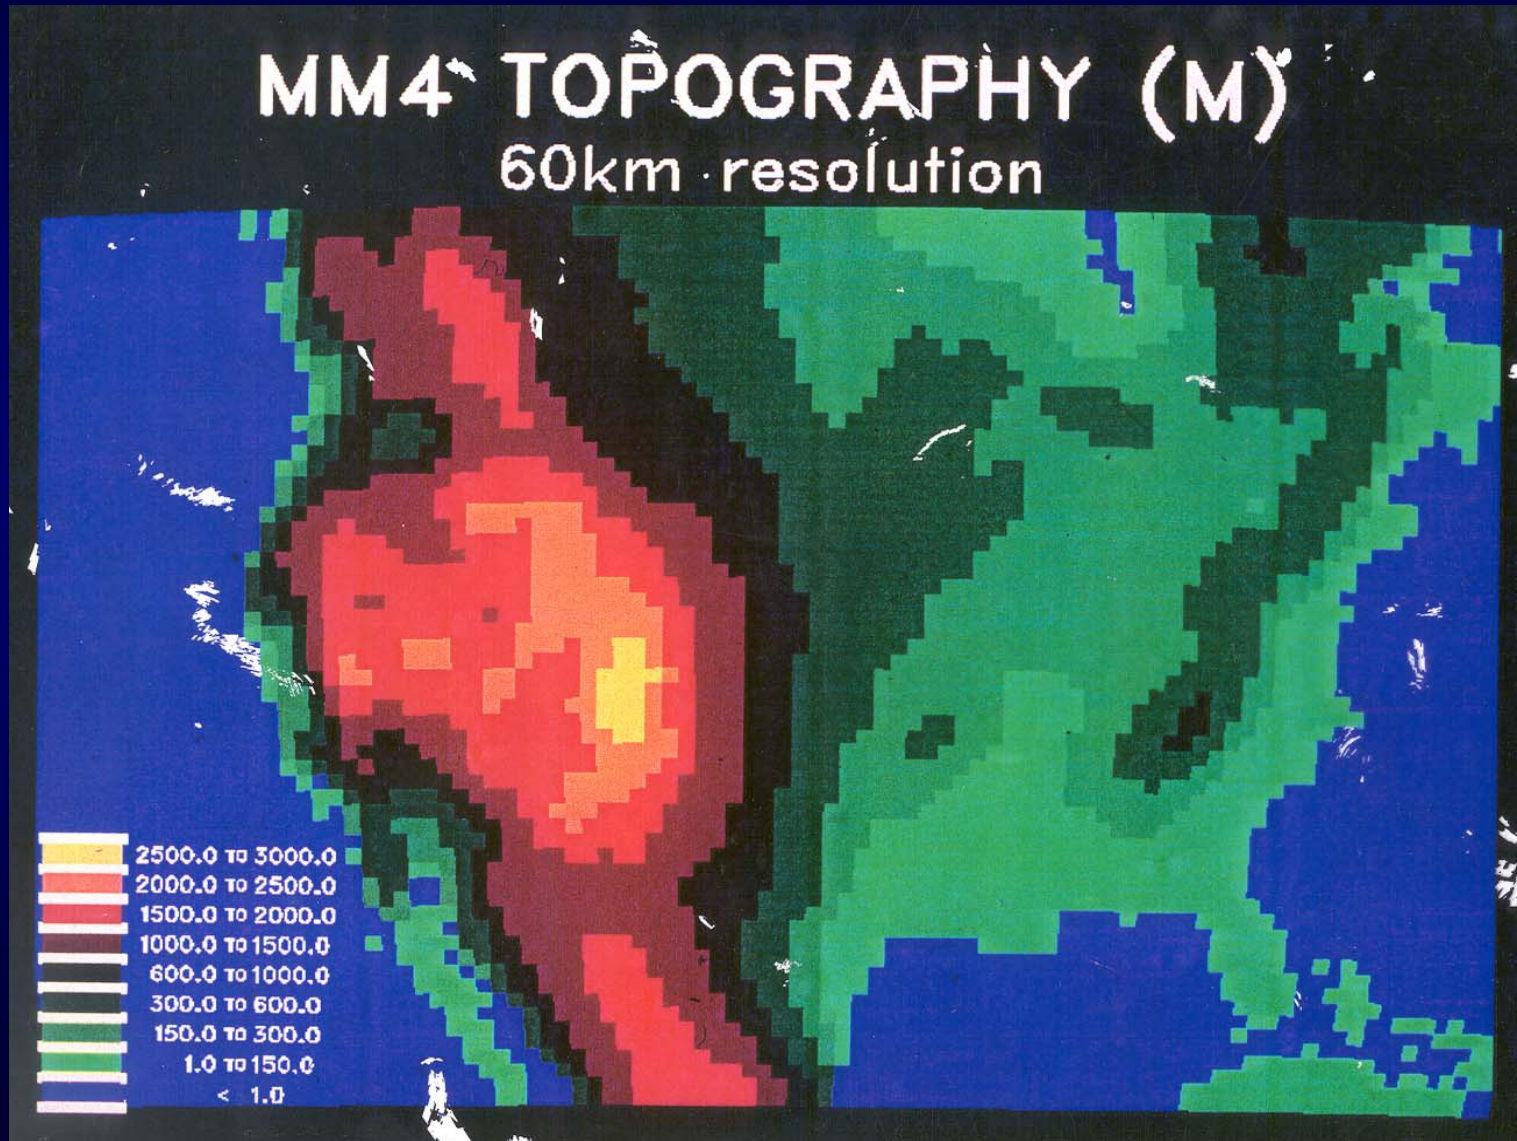 MM4 TOPOGRAPHY (M)
60km resolution
2500.0 TO 3000.0
2000.0 TO 2500.0
1500.0 TO 2000.0
1000.0 TO 1500.0
600.0 TO 1000.0
300.0 TO 600.0
150.0 TO 300.0
1.0 TO 150.0
< 1.0